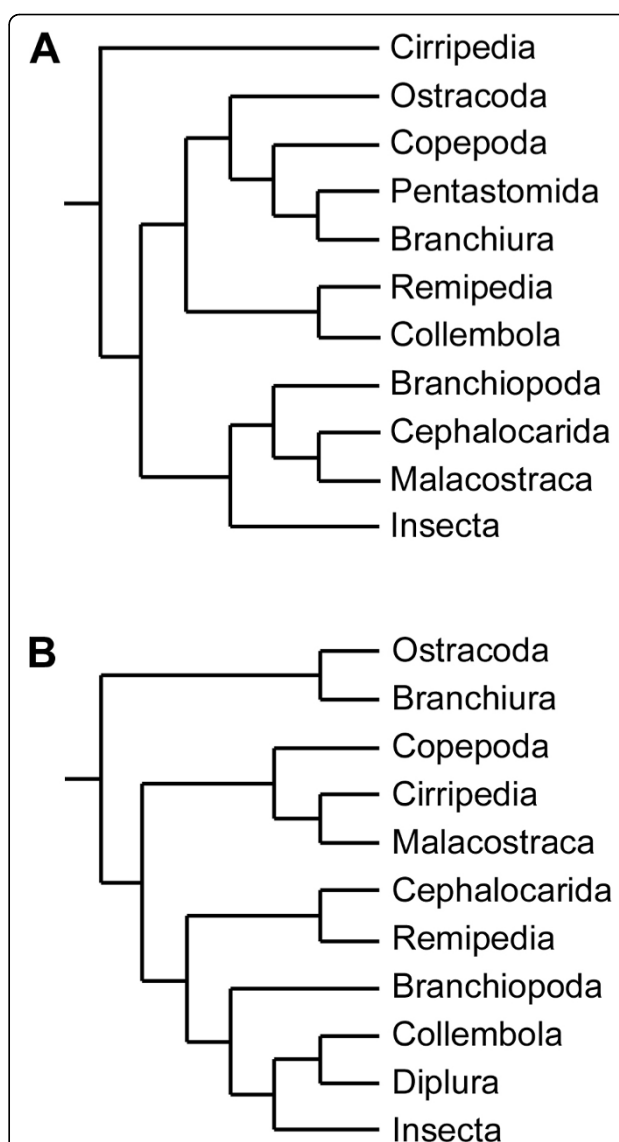 A
Cirripedia
Ostracoda
Copepoda
Pentastomida
Branchiura
Remipedia
Collembola
Branchiopoda
Cephalocarida
Malacostraca
Insecta
B
Ostracoda
Branchiura
Copepoda
Cirripedia
Malacostraca
Cephalocarida
Remipedia
Branchiopoda
Collembola
Diplura
Insecta